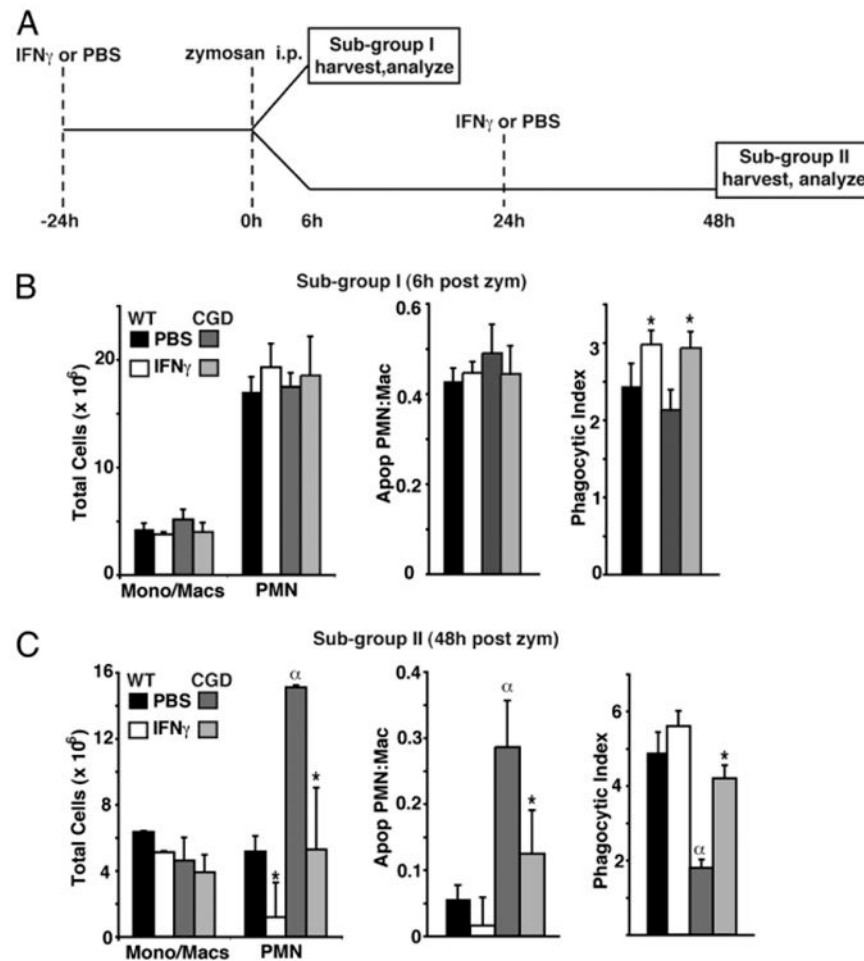 A
IFNγ or PBS
zymosan i.p.
Sub-group I
harvest,analyze
IFNγ or PBS
Sub-group II
harvest, analyze
-24h
0h
6h
24h
48h
B
Sub-group I (6h post zym)
WT CGD
PBS
IFNγ
Total Cells (x 10⁶)
20
10
0
Mono/Macs
PMN
Apop PMN:Mac
0.6
0.4
0.2
0
Phagocytic Index
3
2
1
0
* *
C
Sub-group II (48h post zym)
WT CGD
PBS
IFNγ
Total Cells (x 10⁶)
16
12
8
4
0
α
*
*
Mono/Macs
PMN
Apop PMN:Mac
0.4
0.3
0.2
0.1
0
α
*
Phagocytic Index
6
4
2
α
*